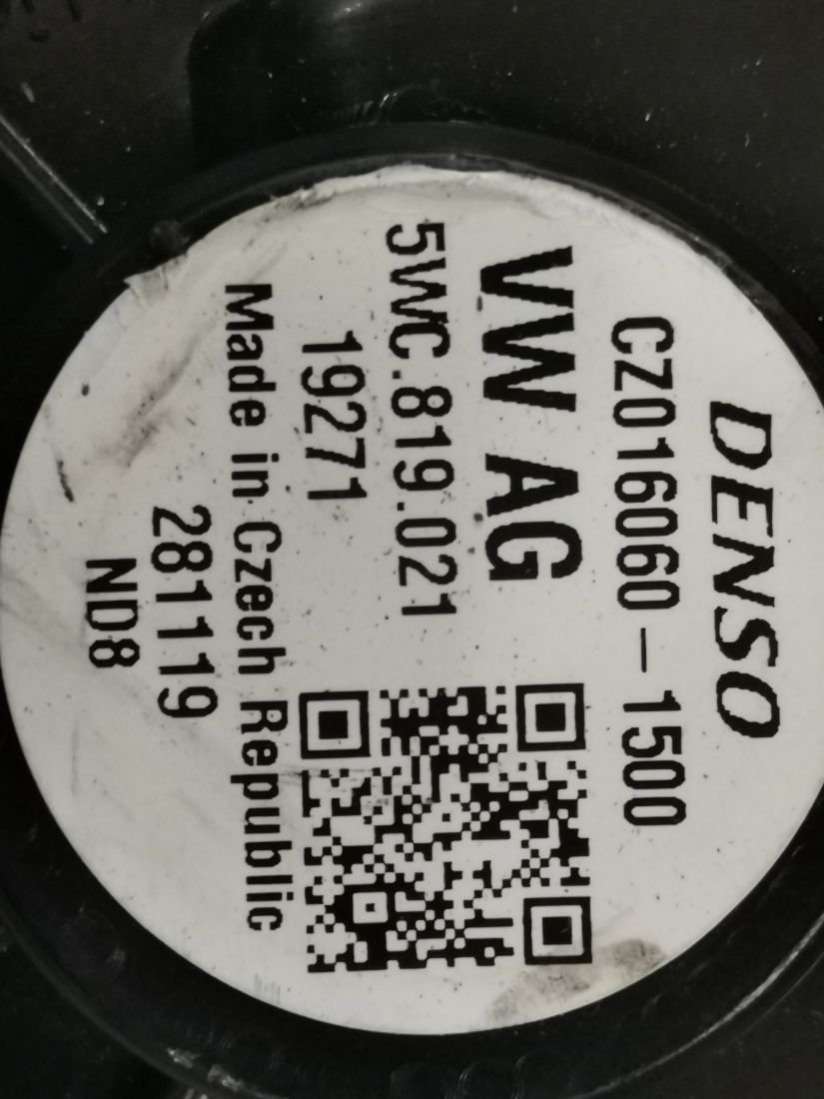 DENSO
CZ016060-1500
VW AG
5WC.819.021
19271
Made in Czech Republic
281119
ND8